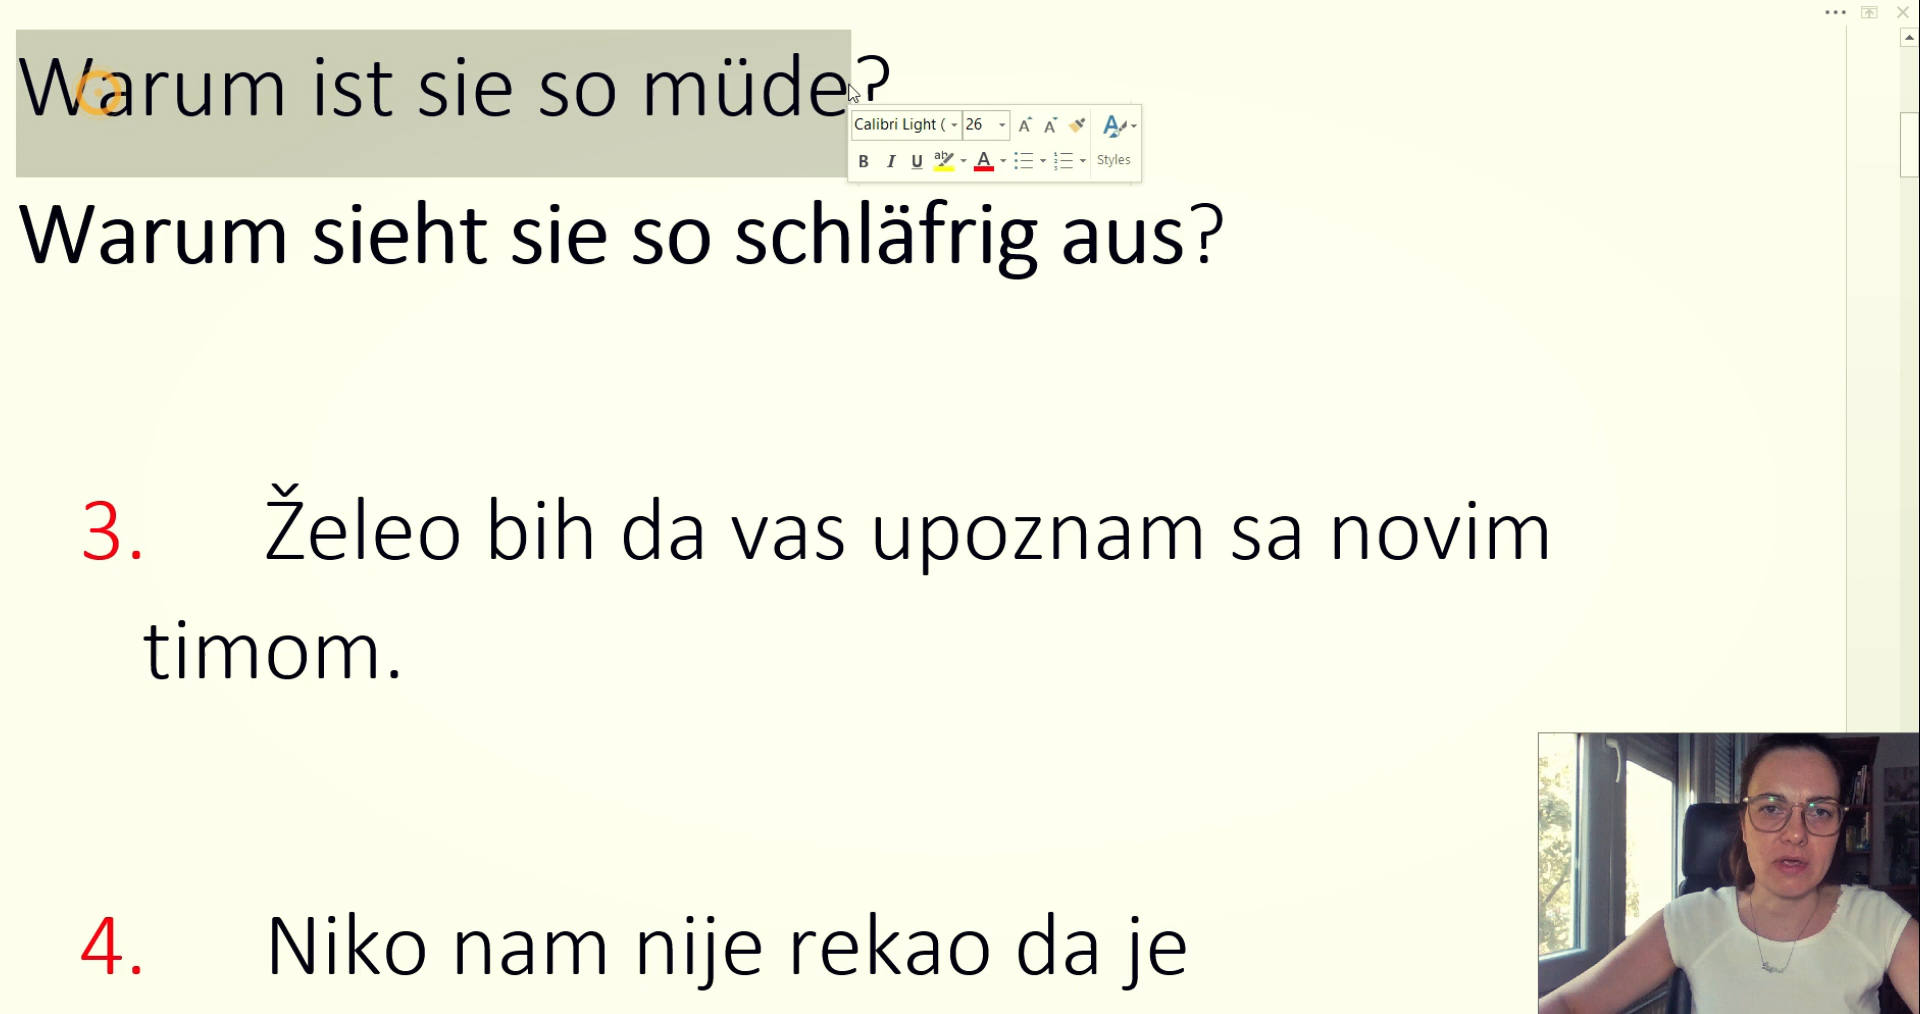 Warum ist sie so müde?
Calibri Light ( 26
B I U Styles
Warum sieht sie so schläfrig aus?
3. Želeo bih da vas upoznam sa novim
timom.
4. Niko nam nije rekao da je